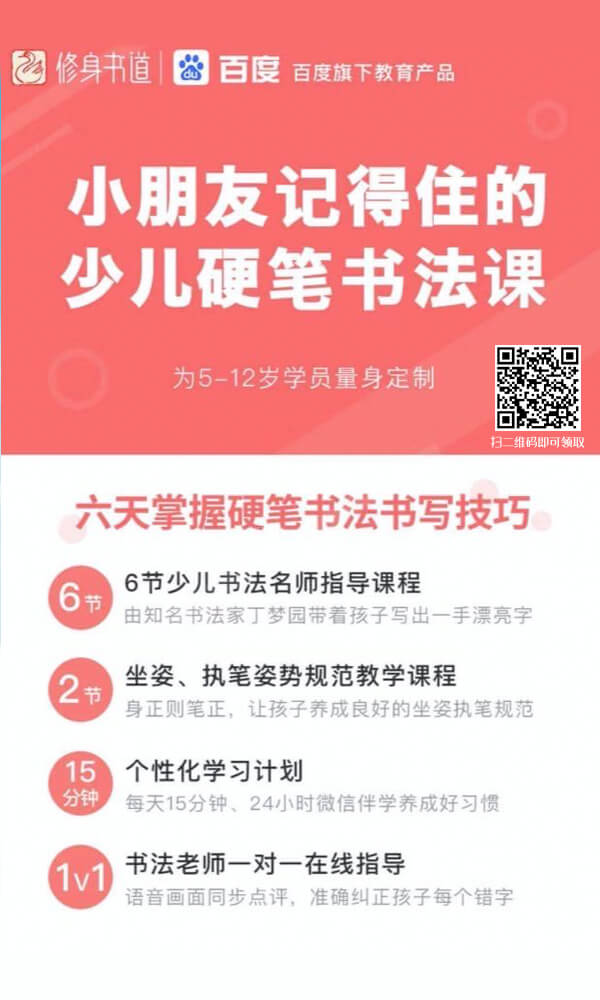 修身书道 | du 百度 百度旗下教育产品
小朋友记得住的
少儿硬笔书法课
为5-12岁学员量身定制
扫二维码即可领取
六天掌握硬笔书法书写技巧
6节
6节少儿书法名师指导课程
由知名书法家丁梦园带着孩子写出一手漂亮字
2节
坐姿、执笔姿势规范教学课程
身正则笔正，让孩子养成良好的坐姿执笔规范
15
分钟
个性化学习计划
每天15分钟、24小时微信伴学养成好习惯
1v1
书法老师一对一在线指导
语音画面同步点评，准确纠正孩子每个错字